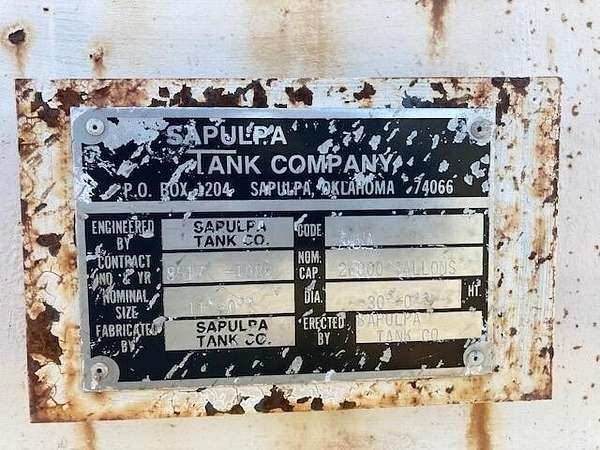 SAPULPA
TANK COMPANY
P.O. BOX 1204 SAPULPA, OKLAHOMA 74066
ENGINEERED BY SAPULPA TANK CO. CODE
CONTRACT NO. & YR NOM. CAP. GALLONS
NOMINAL SIZE DIA. HT.
FABRICATED BY SAPULPA TANK CO. ERECTED BY SAPULPA TANK CO.